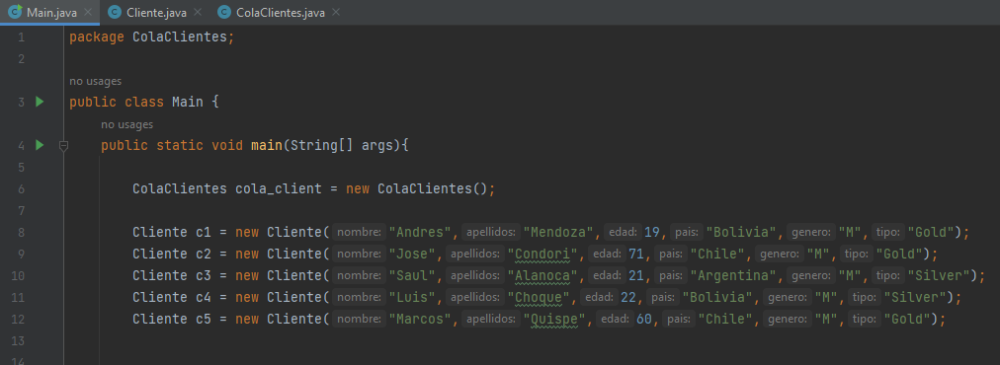 Main.java Cliente.java ColaClientes.java
1 package ColaClientes;
2
no usages
3 public class Main {
no usages
4 public static void main(String[] args){
5
6 ColaClientes cola_client = new ColaClientes();
7
8 Cliente c1 = new Cliente( nombre: "Andres", apellidos: "Mendoza", edad: 19, pais: "Bolivia", genero: "M", tipo: "Gold");
9 Cliente c2 = new Cliente( nombre: "Jose", apellidos: "Condori", edad: 71, pais: "Chile", genero: "M", tipo: "Gold");
10 Cliente c3 = new Cliente( nombre: "Saul", apellidos: "Alanoca", edad: 21, pais: "Argentina", genero: "M", tipo: "Silver");
11 Cliente c4 = new Cliente( nombre: "Luis", apellidos: "Choque", edad: 22, pais: "Bolivia", genero: "M", tipo: "Silver");
12 Cliente c5 = new Cliente( nombre: "Marcos", apellidos: "Quispe", edad: 60, pais: "Chile", genero: "M", tipo: "Gold");
13
14